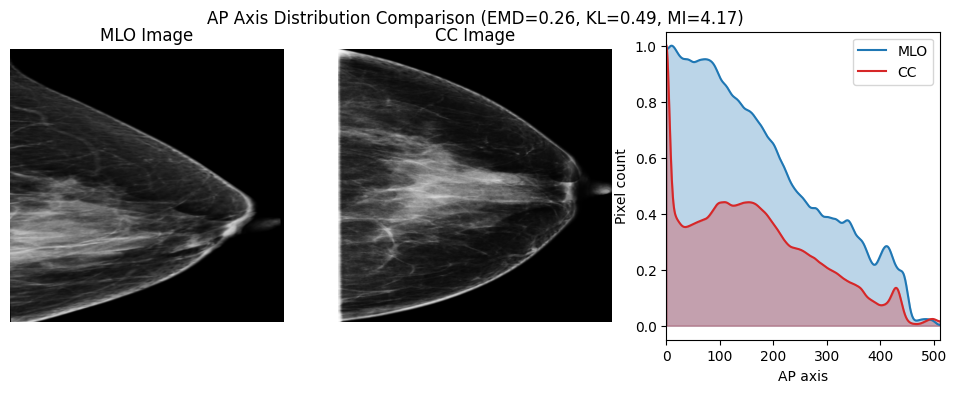 AP Axis Distribution Comparison (EMD=0.26, KL=0.49, MI=4.17)
MLO Image
CC Image
MLO
CC
Pixel count
1.0
0.8
0.6
0.4
0.2
0.0
0 100 200 300 400 500
AP axis